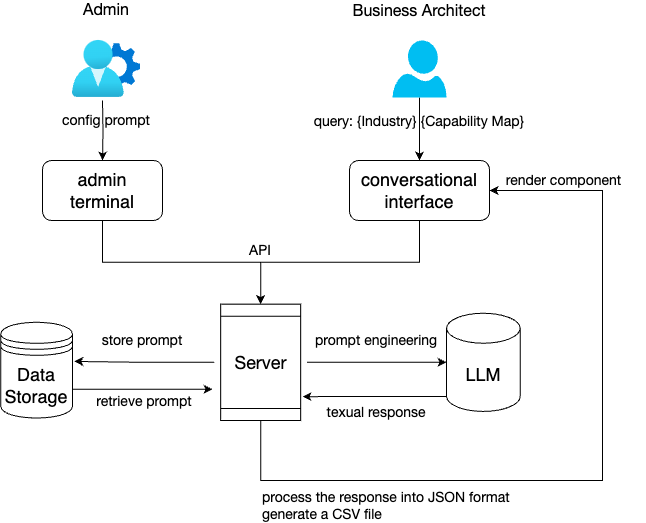 Admin
Business Architect
config prompt
query: {Industry} {Capability Map}
admin
terminal
conversational
interface
render component
API
store prompt
Server
prompt engineering
Data
Storage
LLM
retrieve prompt
texual response
process the response into JSON format
generate a CSV file